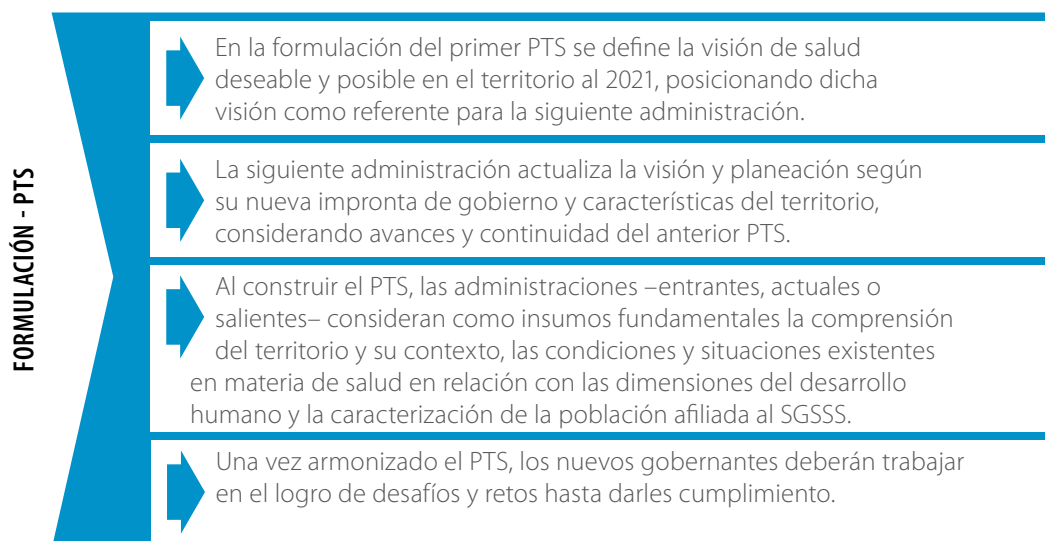 FORMULACIÓN - PTS
En la formulación del primer PTS se define la visión de salud
deseable y posible en el territorio al 2021, posicionando dicha
visión como referente para la siguiente administración.
La siguiente administración actualiza la visión y planeación según
su nueva impronta de gobierno y características del territorio,
considerando avances y continuidad del anterior PTS.
Al construir el PTS, las administraciones –entrantes, actuales o
salientes– consideran como insumos fundamentales la comprensión
del territorio y su contexto, las condiciones y situaciones existentes
en materia de salud en relación con las dimensiones del desarrollo
humano y la caracterización de la población afiliada al SGSSS.
Una vez armonizado el PTS, los nuevos gobernantes deberán trabajar
en el logro de desafíos y retos hasta darles cumplimiento.